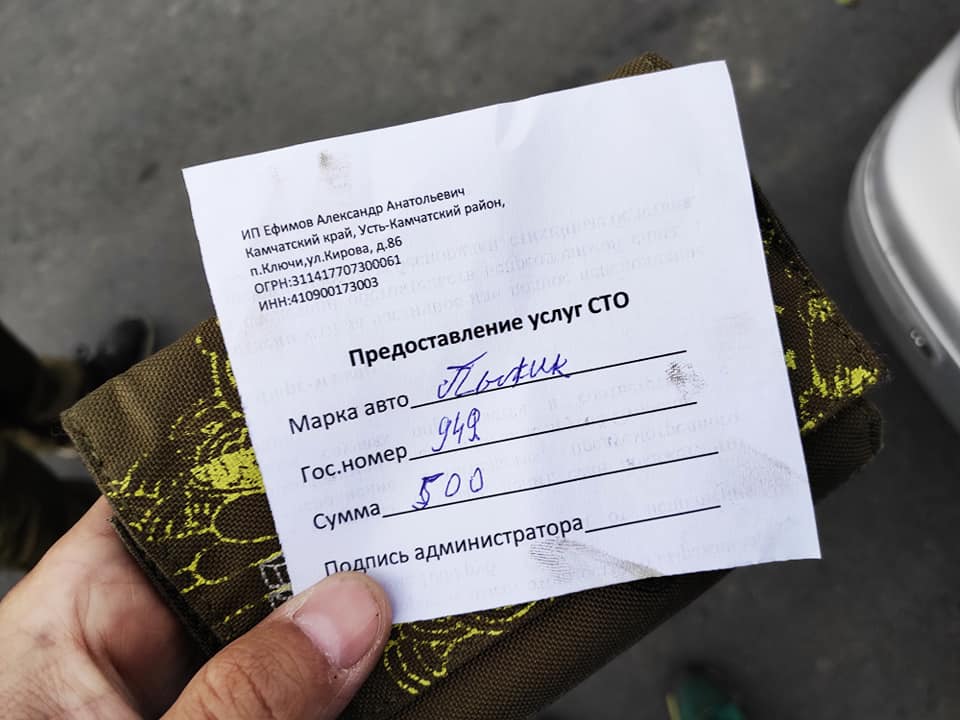 ИП Ефимов Александр Анатольевич
Камчатский край, Усть-Камчатский район,
п.Ключи,ул.Кирова, д.86
ОГРН:311417707300061
ИНН:410900173003
Предоставление услуг СТО
Марка авто Пыжик
Гос.номер 949
Сумма 500
Подпись администратора